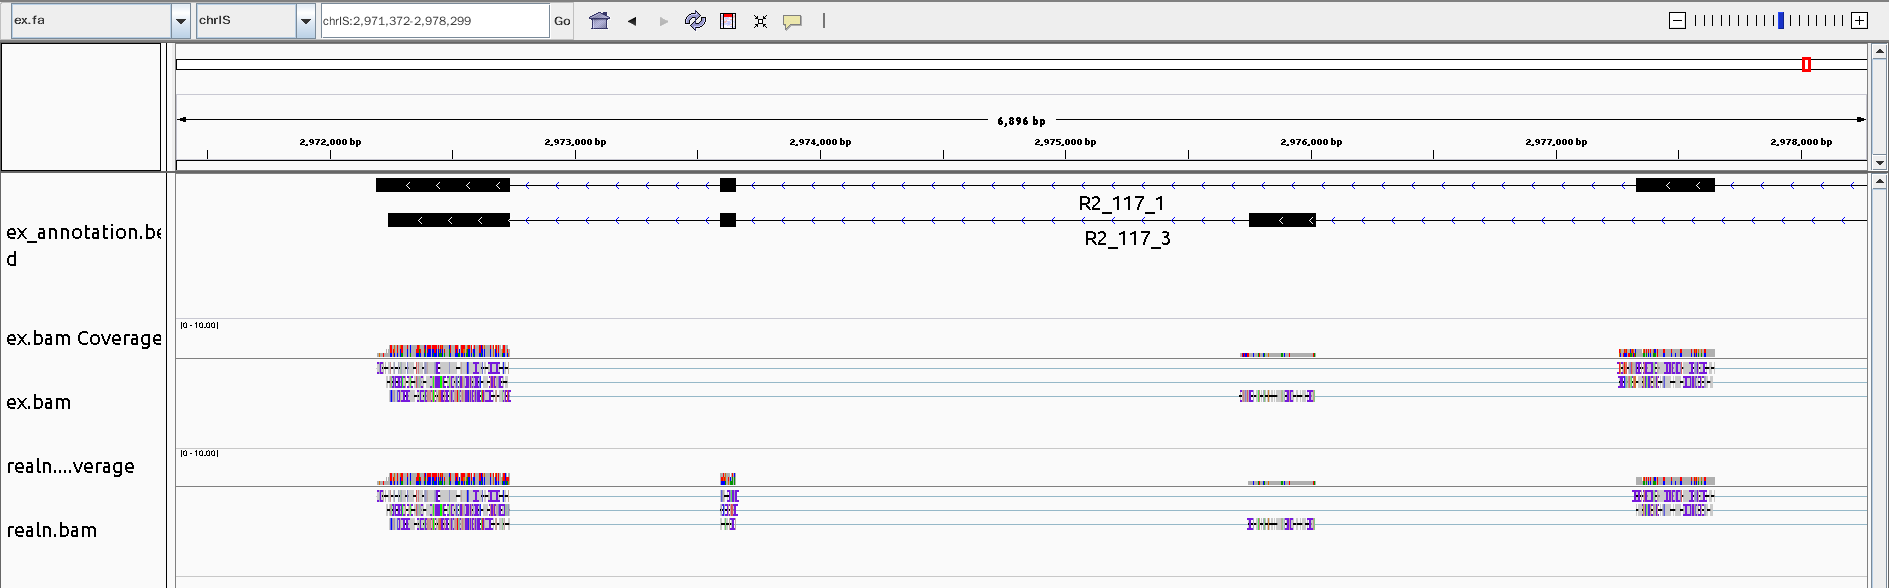 ex.fa chrIS chrIS:2,971,372-2,978,299 Go
6,896 bp
2,972,000 bp 2,973,000 bp 2,974,000 bp 2,975,000 bp 2,976,000 bp 2,977,000 bp 2,978,000 bp
R2_117_1
ex_annotation.be
d
R2_117_3
[0 - 10.00]
ex.bam Coverage
ex.bam
[0 - 10.00]
realn....verage
realn.bam